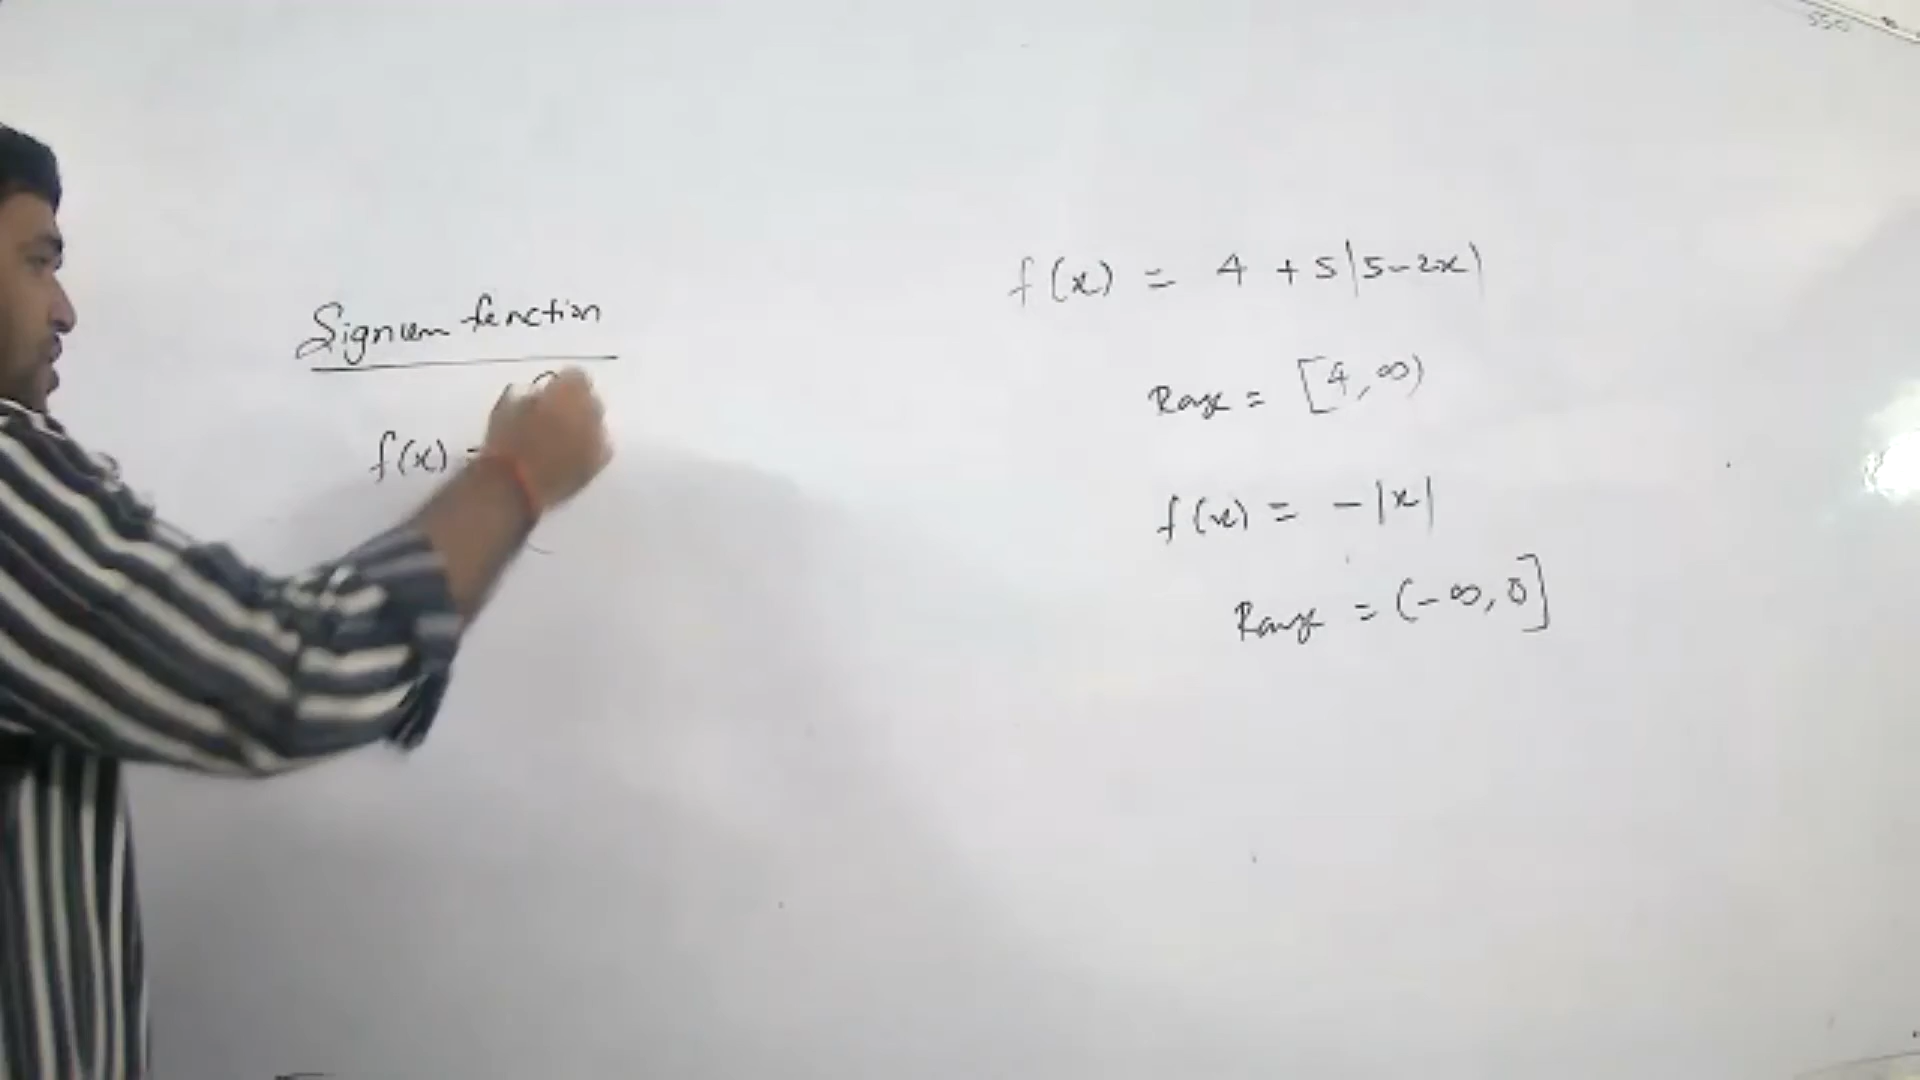 Signum function
f(x) =
f(x) = 4 + 5|5-2x|
Range = [4, ∞)
f(x) = -|x|
Range = (-∞, 0]